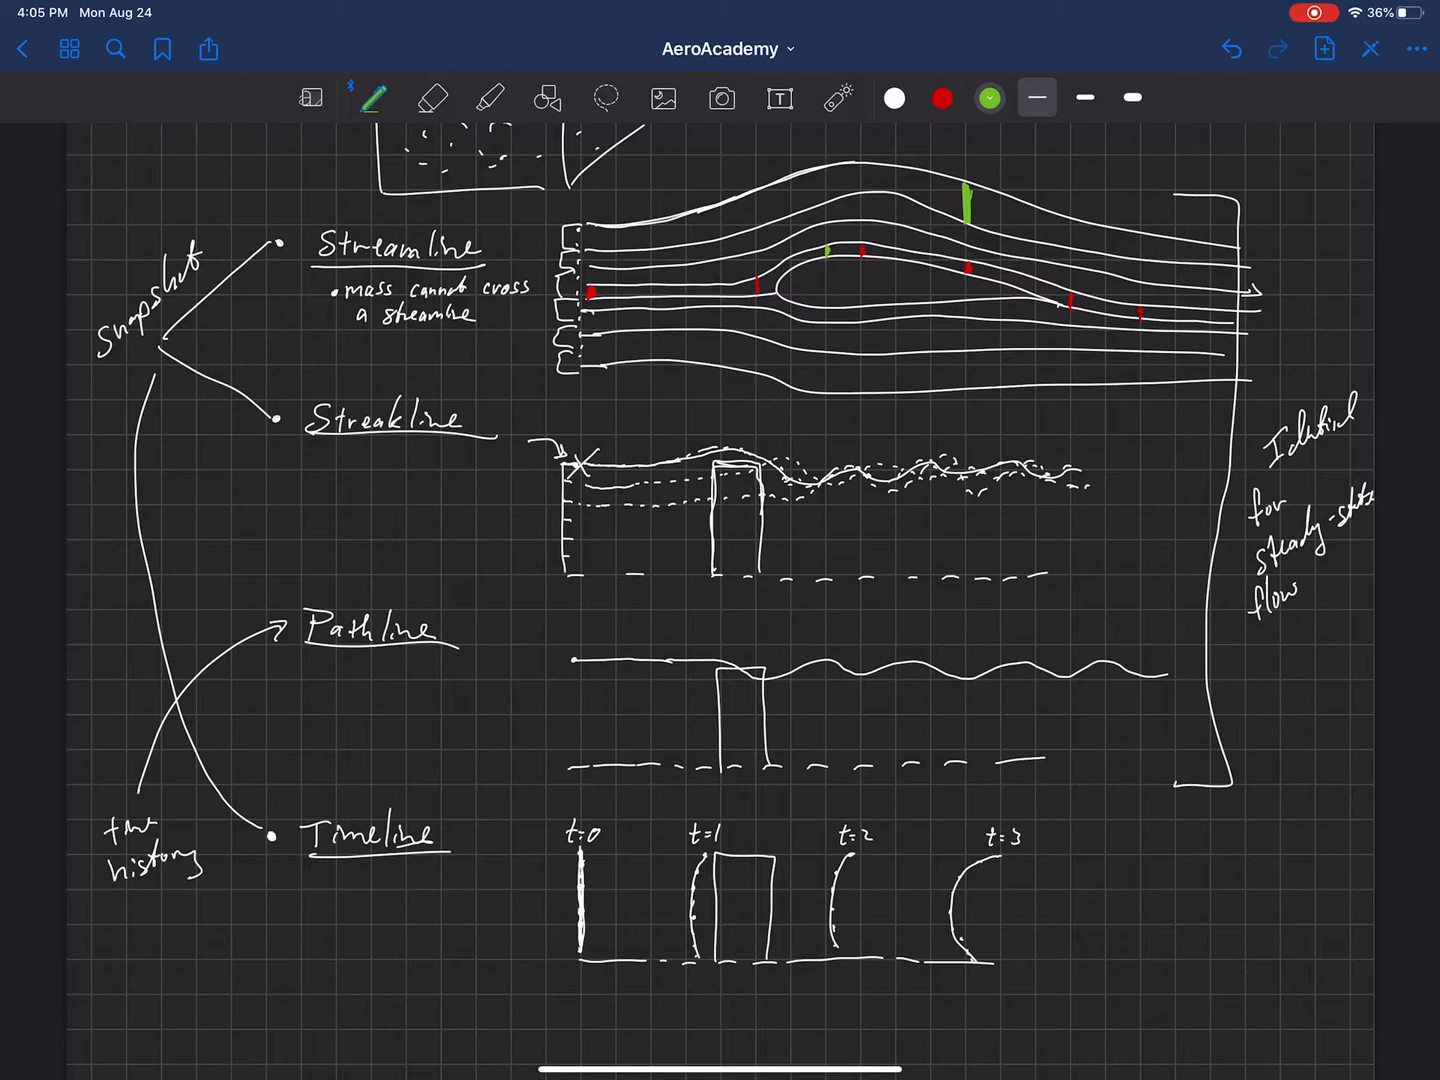 4:05 PM Mon Aug 24
36%
AeroAcademy
T
snapshot
Streamline
• mass cannot cross
a streamline
Streakline
Identical
for
steady-state
flow
Pathline
time
history
Timeline
t=0
t=1
t=2
t=3